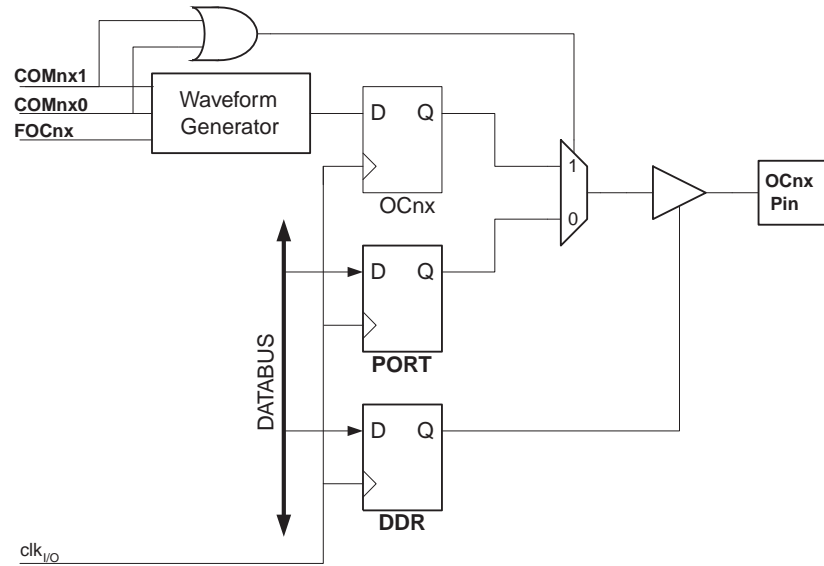 COMnx1
COMnx0
FOCnx
Waveform
Generator
D Q
OCnx
1
0
OCnx
Pin
D Q
PORT
DATABUS
D Q
DDR
clkI/O